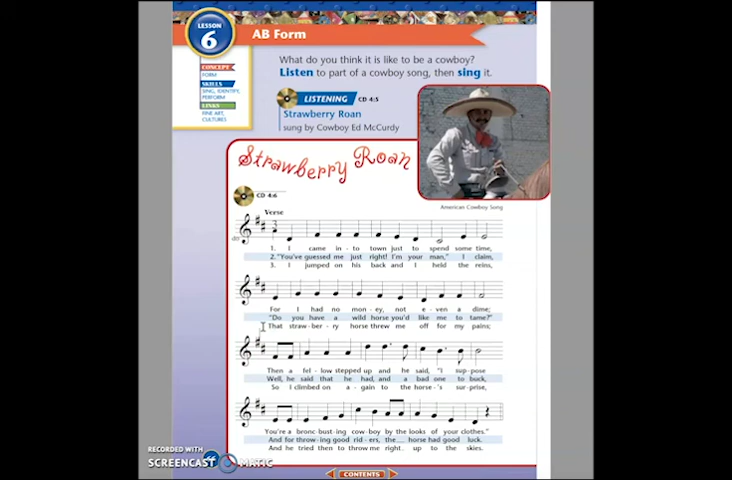 LESSON
6
AB Form
CONCEPT
FORM
SKILLS
SING, IDENTIFY,
PERFORM
LINKS
FINE ART,
CULTURES
What do you think it is like to be a cowboy?
Listen to part of a cowboy song, then sing it.
LISTENING CD 4:5
Strawberry Roan
sung by Cowboy Ed McCurdy
Strawberry Roan
CD 4:6
American Cowboy Song
Verse
1. I came in - to town just to spend some time,
2. "You've guessed me just right! I'm your man," I claim,
3. I jumped on his back and I held the reins,
For I had no mon - ey, not e - ven a dime;
"Do you have a wild horse you'd like me to tame?"
That straw - ber - ry horse threw me off for my pains;
Then a fel - low stepped up and he said, "I sup - pose
Well, he said that he had, and a bad one to buck,
So I climbed on a - gain to the horse - 's sur - prise,
You're a bronc - bust - ing cow - boy by the looks of your clothes."
And for throw - ing good rid - ers, the horse had good luck.
And he tried then to throw me right up to the skies.
RECORDED WITH
SCREENCAST MATIC
CONTENTS